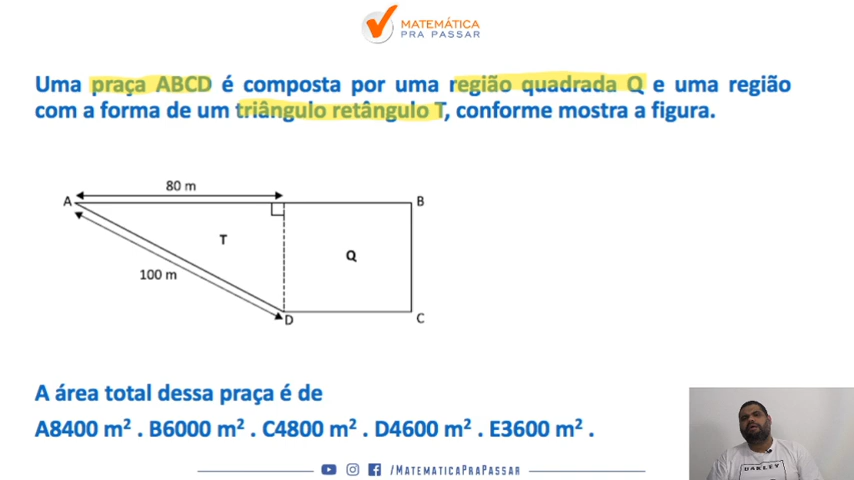 MATEMÁTICA
PRA PASSAR
Uma praça ABCD é composta por uma região quadrada Q e uma região
com a forma de um triângulo retângulo T, conforme mostra a figura.
80 m
A
B
T
Q
100 m
D
C
A área total dessa praça é de
A8400 m² . B6000 m² . C4800 m² . D4600 m² . E3600 m² .
/MATEMATICAPRAPASSAR
OAKLEY